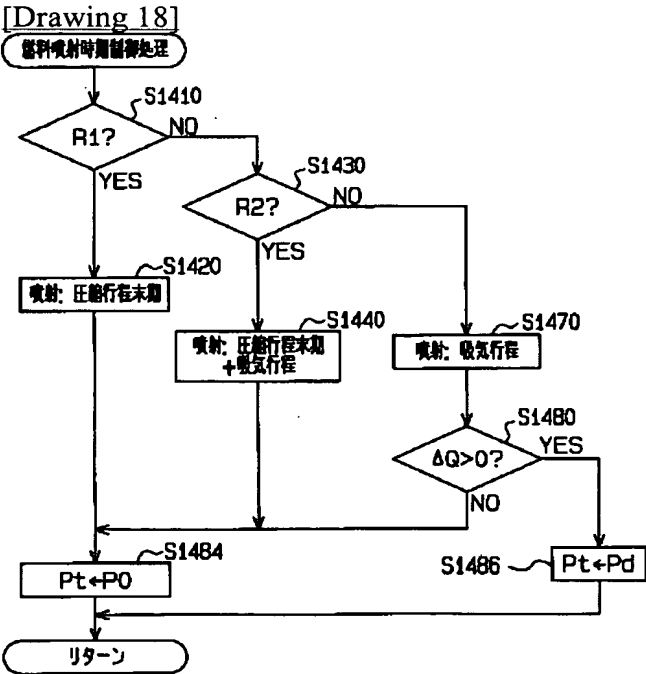 [Drawing 18]
燃料噴射時期制御処理
S1410
R1?
NO
YES
S1430
R2?
NO
YES
S1420
噴射: 圧縮行程末期
S1440
噴射: 圧縮行程末期
+吸気行程
S1470
噴射: 吸気行程
S1480
ΔQ>0?
YES
NO
S1484
Pt←P0
S1486
Pt←Pd
リターン